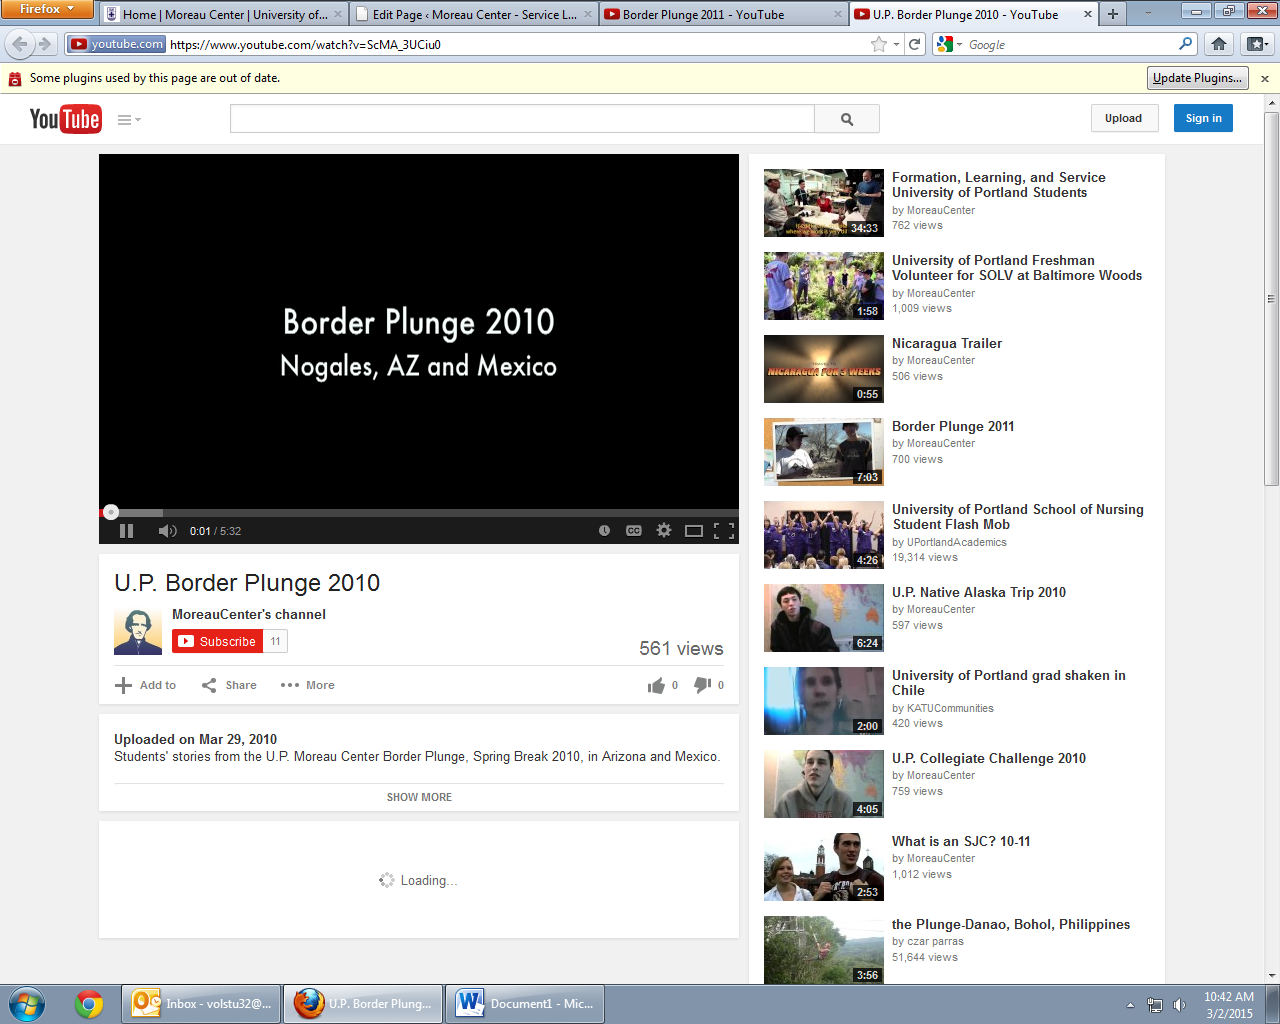 Firefox
Home | Moreau Center | University of...
Edit Page ‹ Moreau Center - Service L...
Border Plunge 2011 - YouTube
U.P. Border Plunge 2010 - YouTube
youtube.com
https://www.youtube.com/watch?v=ScMA_3UCiu0
Google
Some plugins used by this page are out of date.
Update Plugins...
YouTube
Upload
Sign in
Border Plunge 2010
Nogales, AZ and Mexico
0:01 / 5:32
CC
U.P. Border Plunge 2010
MoreauCenter's channel
Subscribe 11
561 views
Add to
Share
More
0
0
Uploaded on Mar 29, 2010
Students' stories from the U.P. Moreau Center Border Plunge, Spring Break 2010, in Arizona and Mexico.
SHOW MORE
Loading...
34:33
Formation, Learning, and Service
University of Portland Students
by MoreauCenter
762 views
1:58
University of Portland Freshman
Volunteer for SOLV at Baltimore Woods
by MoreauCenter
1,009 views
NICARAGUA FOR 3 WEEKS
0:55
Nicaragua Trailer
by MoreauCenter
506 views
7:03
Border Plunge 2011
by MoreauCenter
700 views
4:26
University of Portland School of Nursing
Student Flash Mob
by UPortlandAcademics
19,314 views
6:24
U.P. Native Alaska Trip 2010
by MoreauCenter
597 views
2:00
University of Portland grad shaken in
Chile
by KATUCommunities
420 views
4:05
U.P. Collegiate Challenge 2010
by MoreauCenter
759 views
2:53
What is an SJC? 10-11
by MoreauCenter
1,012 views
3:56
the Plunge-Danao, Bohol, Philippines
by czar parras
51,644 views
Inbox - volstu32@...
U.P. Border Plung...
Document1 - Mic...
10:42 AM
3/2/2015